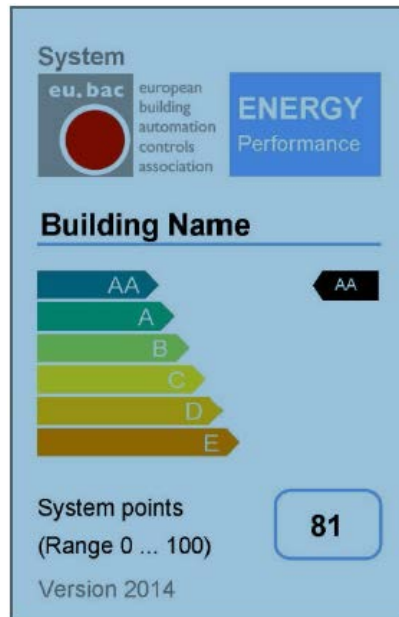 System
eu.bac
european
building
automation
controls
association
ENERGY
Performance
Building Name
AA
AA
A
B
C
D
E
System points
(Range 0 ... 100)
81
Version 2014